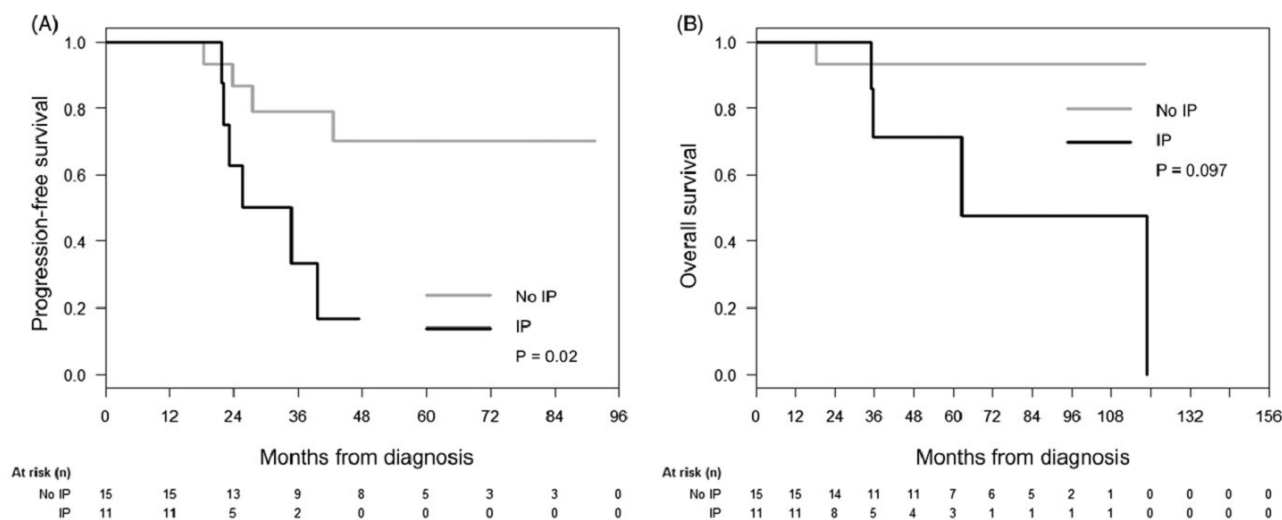 (A)
Progression-free survival
1.0
0.8
0.6
0.4
0.2
0.0
No IP
IP
P = 0.02
0 12 24 36 48 60 72 84 96
Months from diagnosis
At risk (n)
No IP 15 15 13 9 8 5 3 3 0
IP 11 11 5 2 0 0 0 0 0
(B)
Overall survival
1.0
0.8
0.6
0.4
0.2
0.0
No IP
IP
P = 0.097
0 12 24 36 48 60 72 84 96 108 132 156
Months from diagnosis
At risk (n)
No IP 15 15 14 11 11 7 6 5 2 1 0 0 0 0
IP 11 11 8 5 4 3 1 1 1 1 0 0 0 0